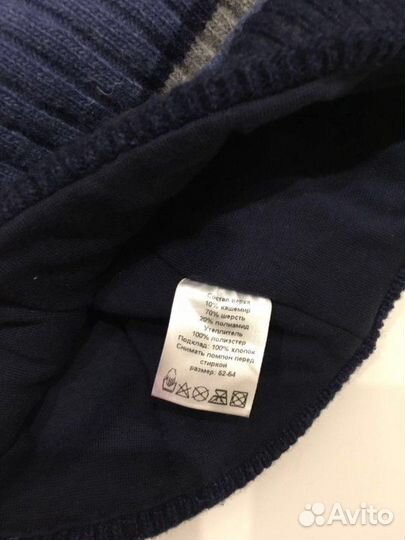 Состав верха
10% кашемир
70% шерсть
20% полиамид
Утеплитель
100% полиэстер
Подклад: 100% хлопок
Снимать помпон перед
стиркой
размер: 52-54
Avito